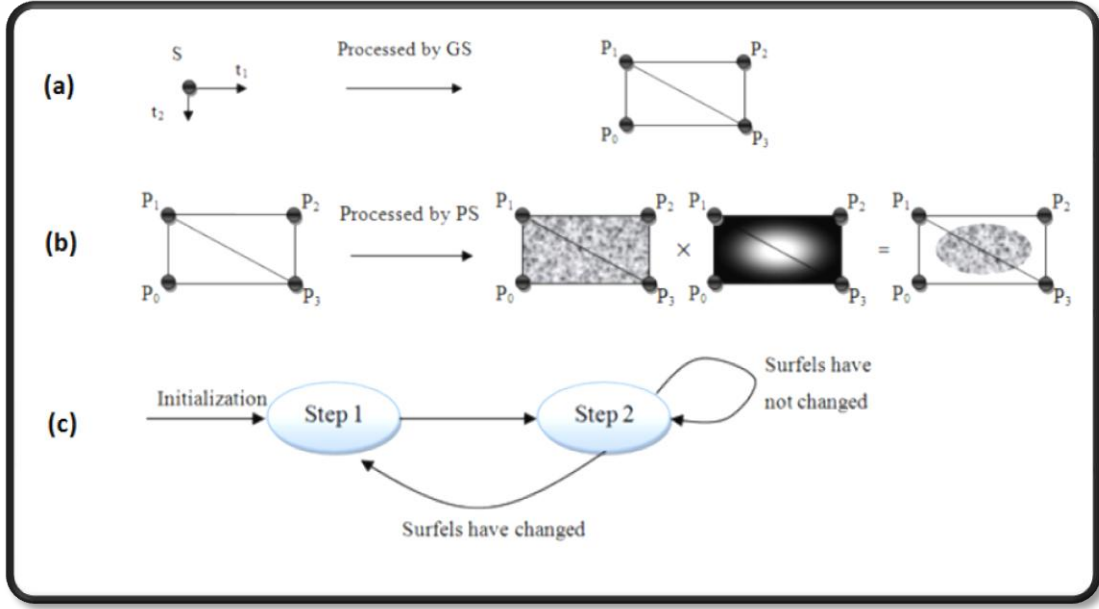 (a)
S
t₁
t₂
Processed by GS
P₁
P₂
P₀
P₃
(b)
P₁
P₂
P₀
P₃
Processed by PS
P₁
P₂
P₀
P₃
×
P₁
P₂
P₀
P₃
=
P₁
P₂
P₀
P₃
(c)
Initialization
Step 1
Step 2
Surfels have
not changed
Surfels have changed